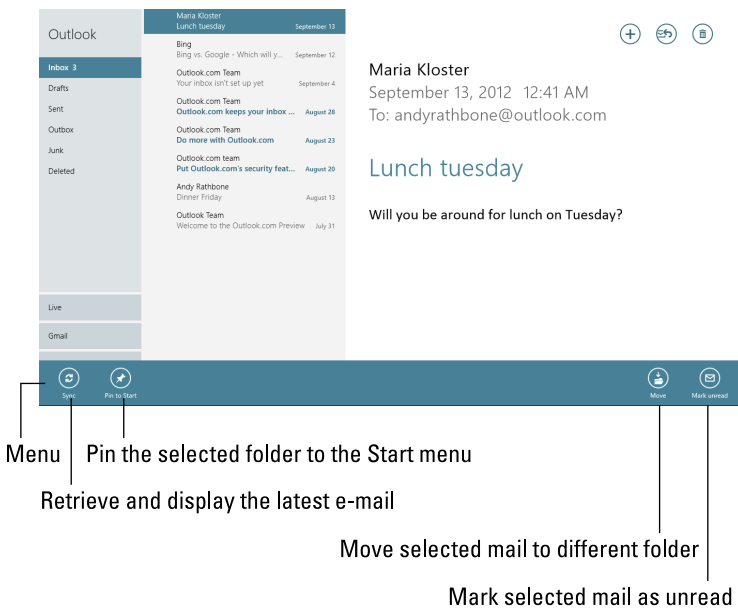 Outlook
Inbox 3
Drafts
Sent
Outbox
Junk
Deleted
Live
Gmail
Maria Kloster
Lunch tuesday September 13
Bing
Bing vs. Google - Which will y... September 12
Outlook.com Team
Your inbox isn't set up yet September 4
Outlook.com Team
Outlook.com keeps your inbox ... August 28
Outlook.com Team
Do more with Outlook.com August 23
Outlook.com team
Put Outlook.com's security feat... August 20
Andy Rathbone
Dinner Friday August 13
Outlook Team
Welcome to the Outlook.com Preview July 31
Maria Kloster
September 13, 2012 12:41 AM
To: andyrathbone@outlook.com
Lunch tuesday
Will you be around for lunch on Tuesday?
Sync Pin to Start Move Mark unread
Menu Pin the selected folder to the Start menu
Retrieve and display the latest e-mail
Move selected mail to different folder
Mark selected mail as unread